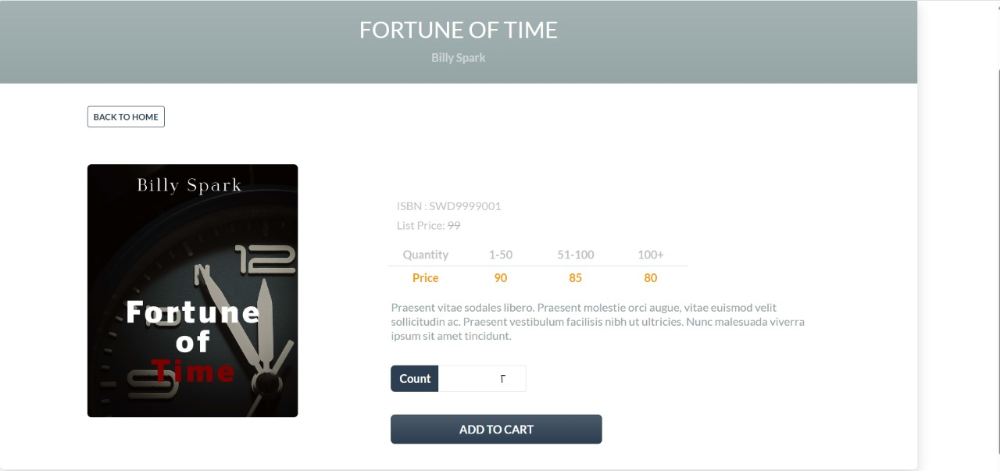 FORTUNE OF TIME
Billy Spark
BACK TO HOME
Billy Spark
12
Fortune
of
Time
9
ISBN : SWD9999001
List Price: 99
Quantity 1-50 51-100 100+
Price 90 85 80
Praesent vitae sodales libero. Praesent molestie orci augue, vitae euismod velit
sollicitudin ac. Praesent vestibulum facilisis nibh ut ultricies. Nunc malesuada viverra
ipsum sit amet tincidunt.
Count
ADD TO CART